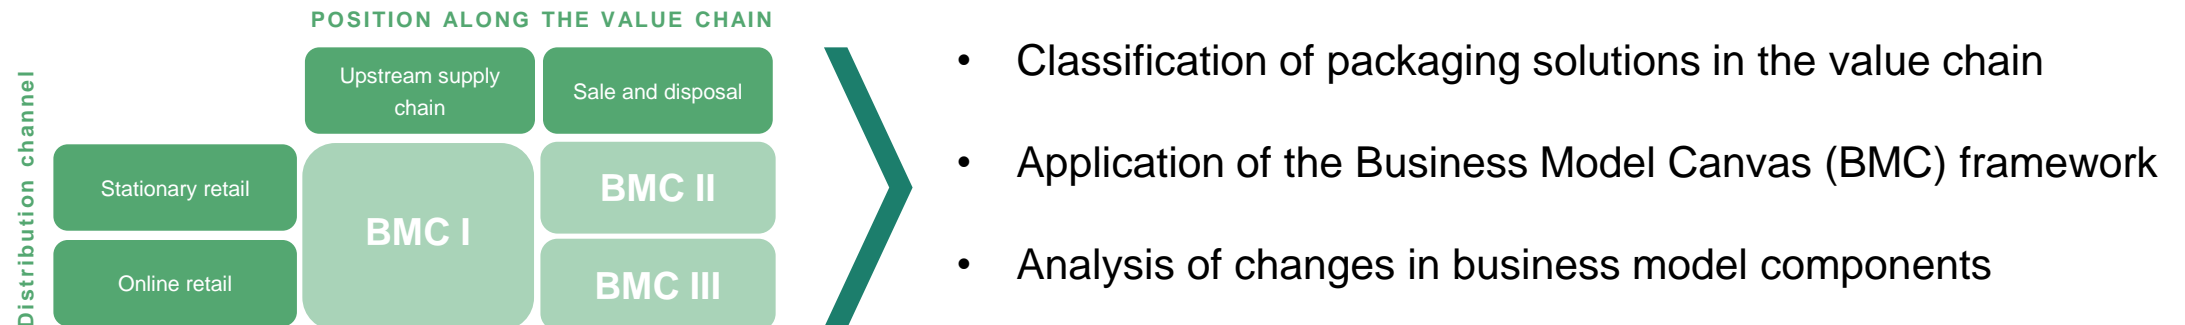 POSITION ALONG THE VALUE CHAIN
Distribution channel
Upstream supply
chain
Sale and disposal
Stationary retail
Online retail
BMC I
BMC II
BMC III
• Classification of packaging solutions in the value chain
• Application of the Business Model Canvas (BMC) framework
• Analysis of changes in business model components